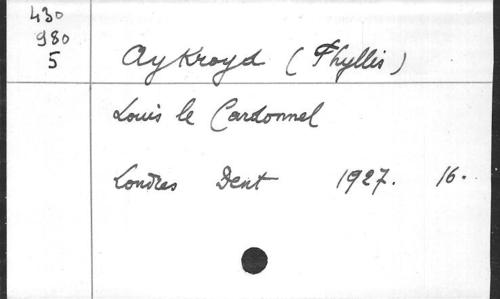 430
980
5
Aykroyd (Phyllis)
Louis le Cardonnel
Londres Dent 1927. 16.